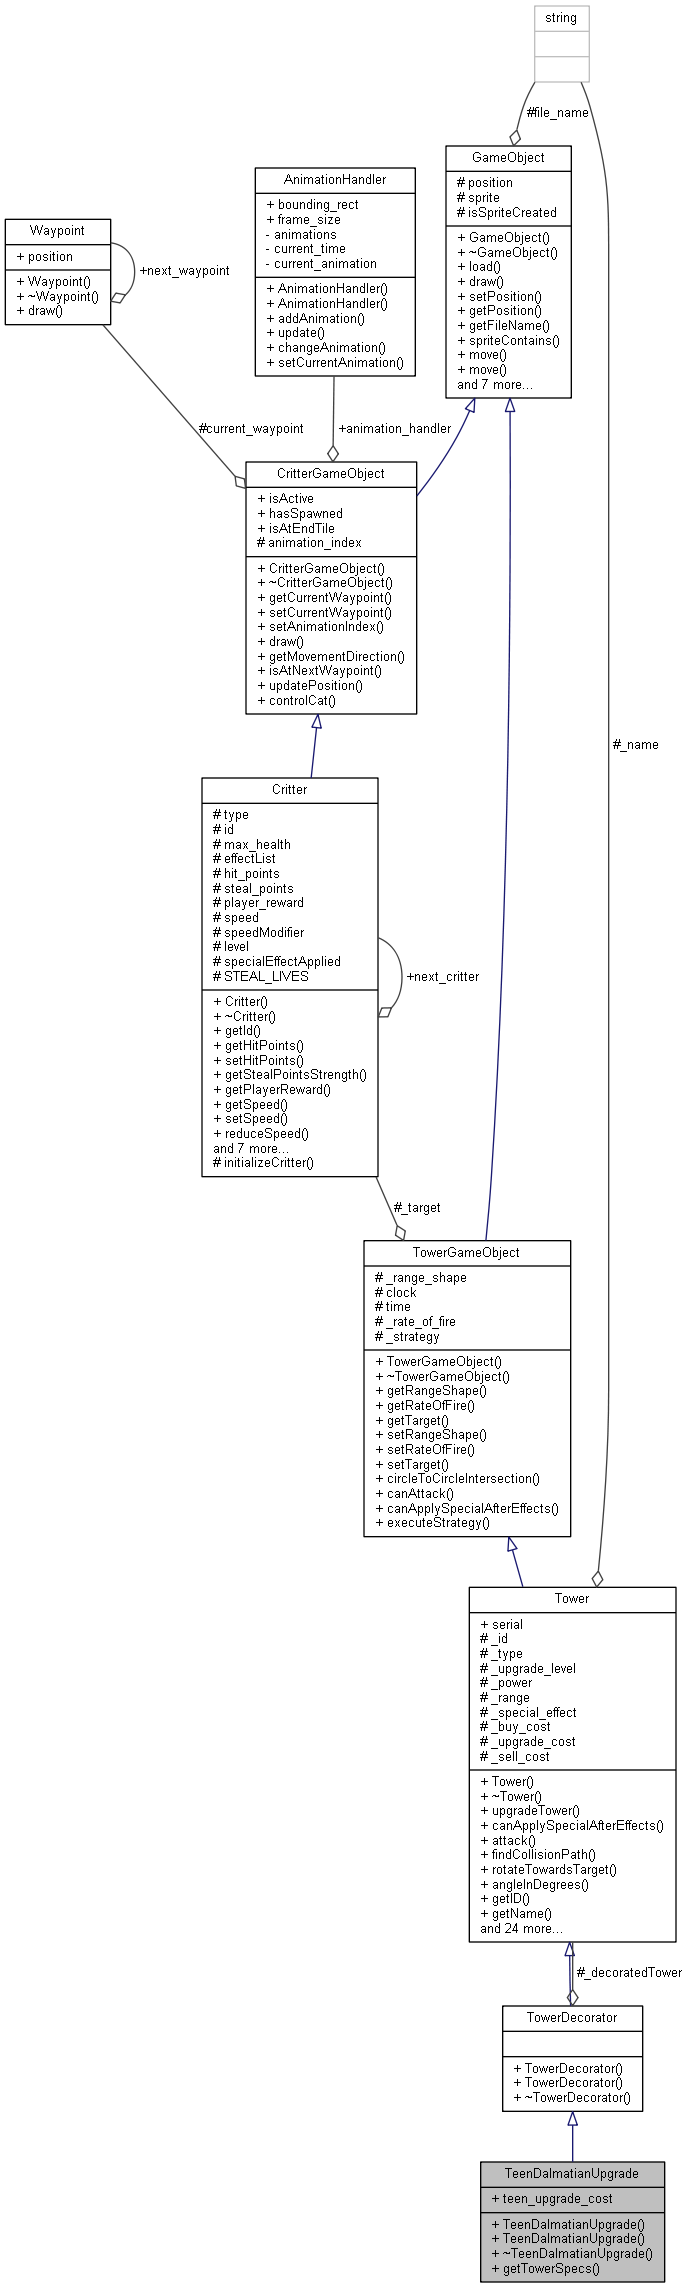 string
#file_name
GameObject
# position
# sprite
# isSpriteCreated
+ GameObject()
+ ~GameObject()
+ load()
+ draw()
+ setPosition()
+ getPosition()
+ getFileName()
+ spriteContains()
+ move()
+ move()
and 7 more...
AnimationHandler
+ bounding_rect
+ frame_size
- animations
- current_time
- current_animation
+ AnimationHandler()
+ AnimationHandler()
+ addAnimation()
+ update()
+ changeAnimation()
+ setCurrentAnimation()
Waypoint
+ position
+ Waypoint()
+ ~Waypoint()
+ draw()
+next_waypoint
#current_waypoint
+animation_handler
CritterGameObject
+ isActive
+ hasSpawned
+ isAtEndTile
# animation_index
+ CritterGameObject()
+ ~CritterGameObject()
+ getCurrentWaypoint()
+ setCurrentWaypoint()
+ setAnimationIndex()
+ draw()
+ getMovementDirection()
+ isAtNextWaypoint()
+ updatePosition()
+ controlCat()
#_name
Critter
# type
# id
# max_health
# effectList
# hit_points
# steal_points
# player_reward
# speed
# speedModifier
# level
# specialEffectApplied
# STEAL_LIVES
+ Critter()
+ ~Critter()
+ getId()
+ getHitPoints()
+ setHitPoints()
+ getStealPointsStrength()
+ getPlayerReward()
+ getSpeed()
+ setSpeed()
+ reduceSpeed()
and 7 more...
# initializeCritter()
+next_critter
#_target
TowerGameObject
# _range_shape
# clock
# time
# _rate_of_fire
# _strategy
+ TowerGameObject()
+ ~TowerGameObject()
+ getRangeShape()
+ getRateOfFire()
+ getTarget()
+ setRangeShape()
+ setRateOfFire()
+ setTarget()
+ circleToCircleIntersection()
+ canAttack()
+ canApplySpecialAfterEffects()
+ executeStrategy()
Tower
+ serial
# _id
# _type
# _upgrade_level
# _power
# _range
# _special_effect
# _buy_cost
# _upgrade_cost
# _sell_cost
+ Tower()
+ ~Tower()
+ upgradeTower()
+ canApplySpecialAfterEffects()
+ attack()
+ findCollisionPath()
+ rotateTowardsTarget()
+ angleInDegrees()
+ getID()
+ getName()
and 24 more...
#_decoratedTower
TowerDecorator
+ TowerDecorator()
+ TowerDecorator()
+ ~TowerDecorator()
TeenDalmatianUpgrade
+ teen_upgrade_cost
+ TeenDalmatianUpgrade()
+ TeenDalmatianUpgrade()
+ ~TeenDalmatianUpgrade()
+ getTowerSpecs()